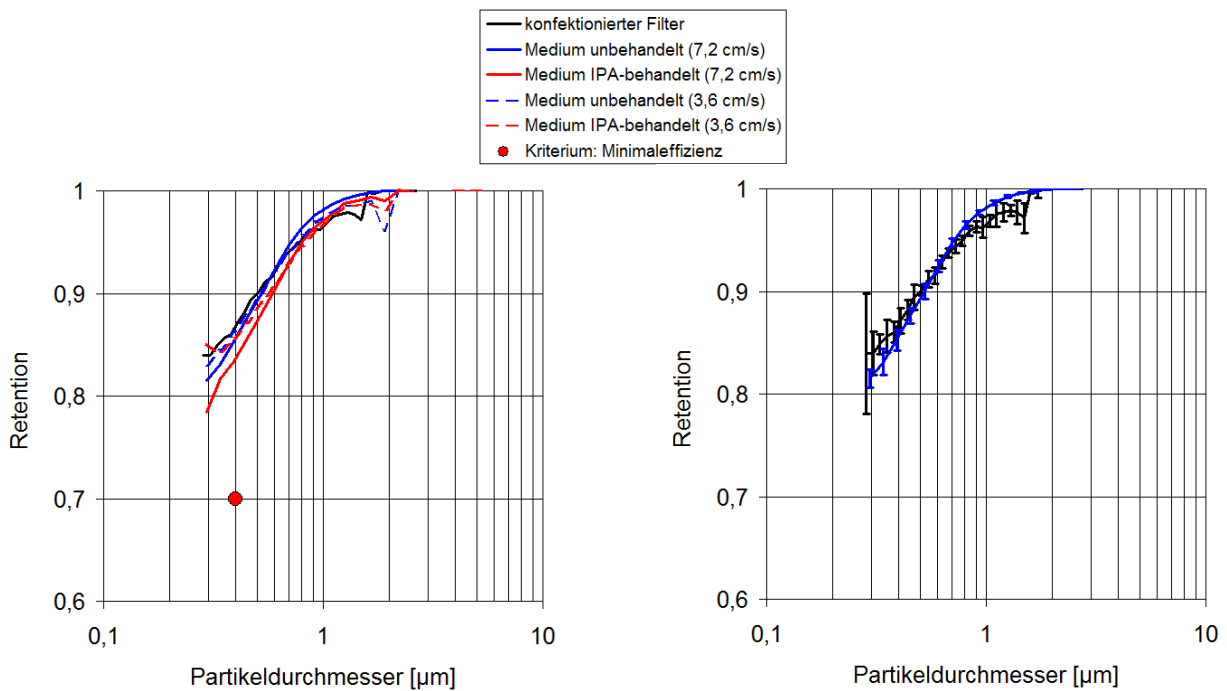 konfektionierter Filter
Medium unbehandelt (7,2 cm/s)
Medium IPA-behandelt (7,2 cm/s)
Medium unbehandelt (3,6 cm/s)
Medium IPA-behandelt (3,6 cm/s)
Kriterium: Minimaleffizienz
1
0,9
0,8
0,7
0,6
Retention
0,1
1
10
Partikeldurchmesser [µm]
1
0,9
0,8
0,7
0,6
Retention
0,1
1
10
Partikeldurchmesser [µm]